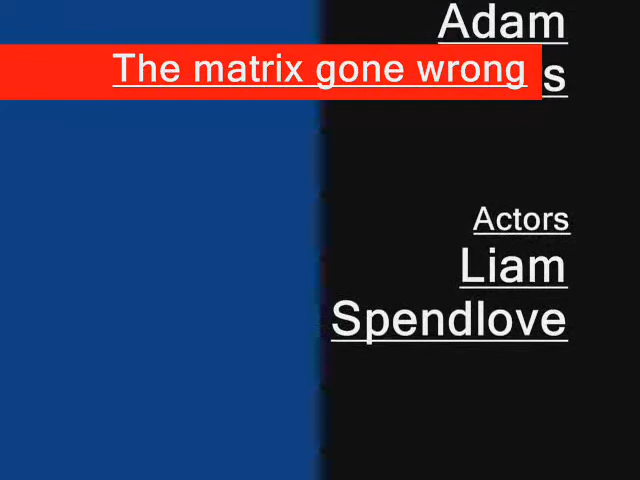 Adam
The matrix gone wrong
s
Actors
Liam
Spendlove